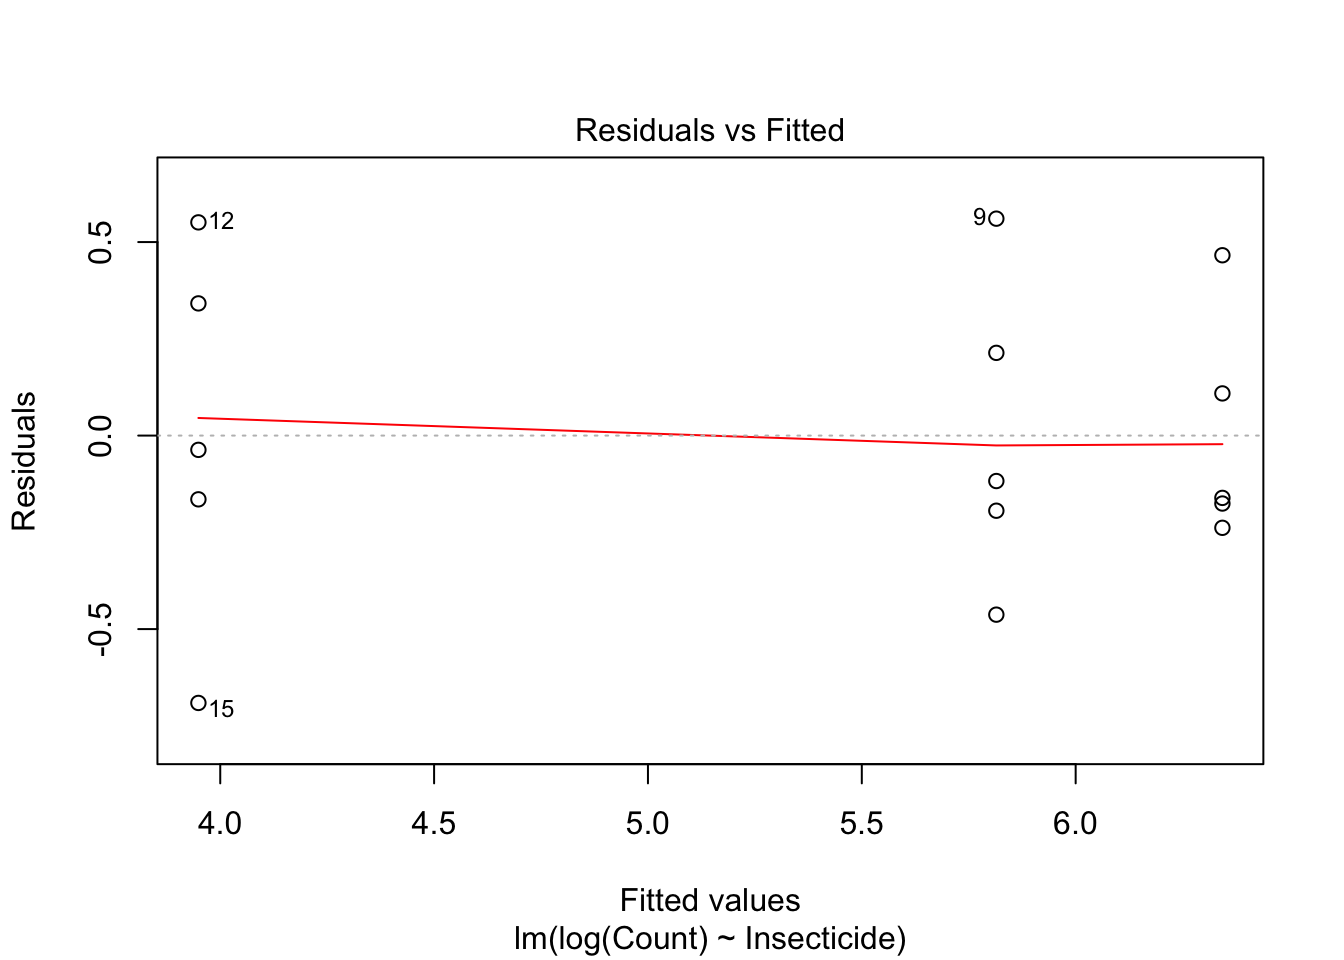 Residuals vs Fitted
Residuals
0.5
0.0
-0.5
12
9
15
4.0 4.5 5.0 5.5 6.0
Fitted values
lm(log(Count) ~ Insecticide)